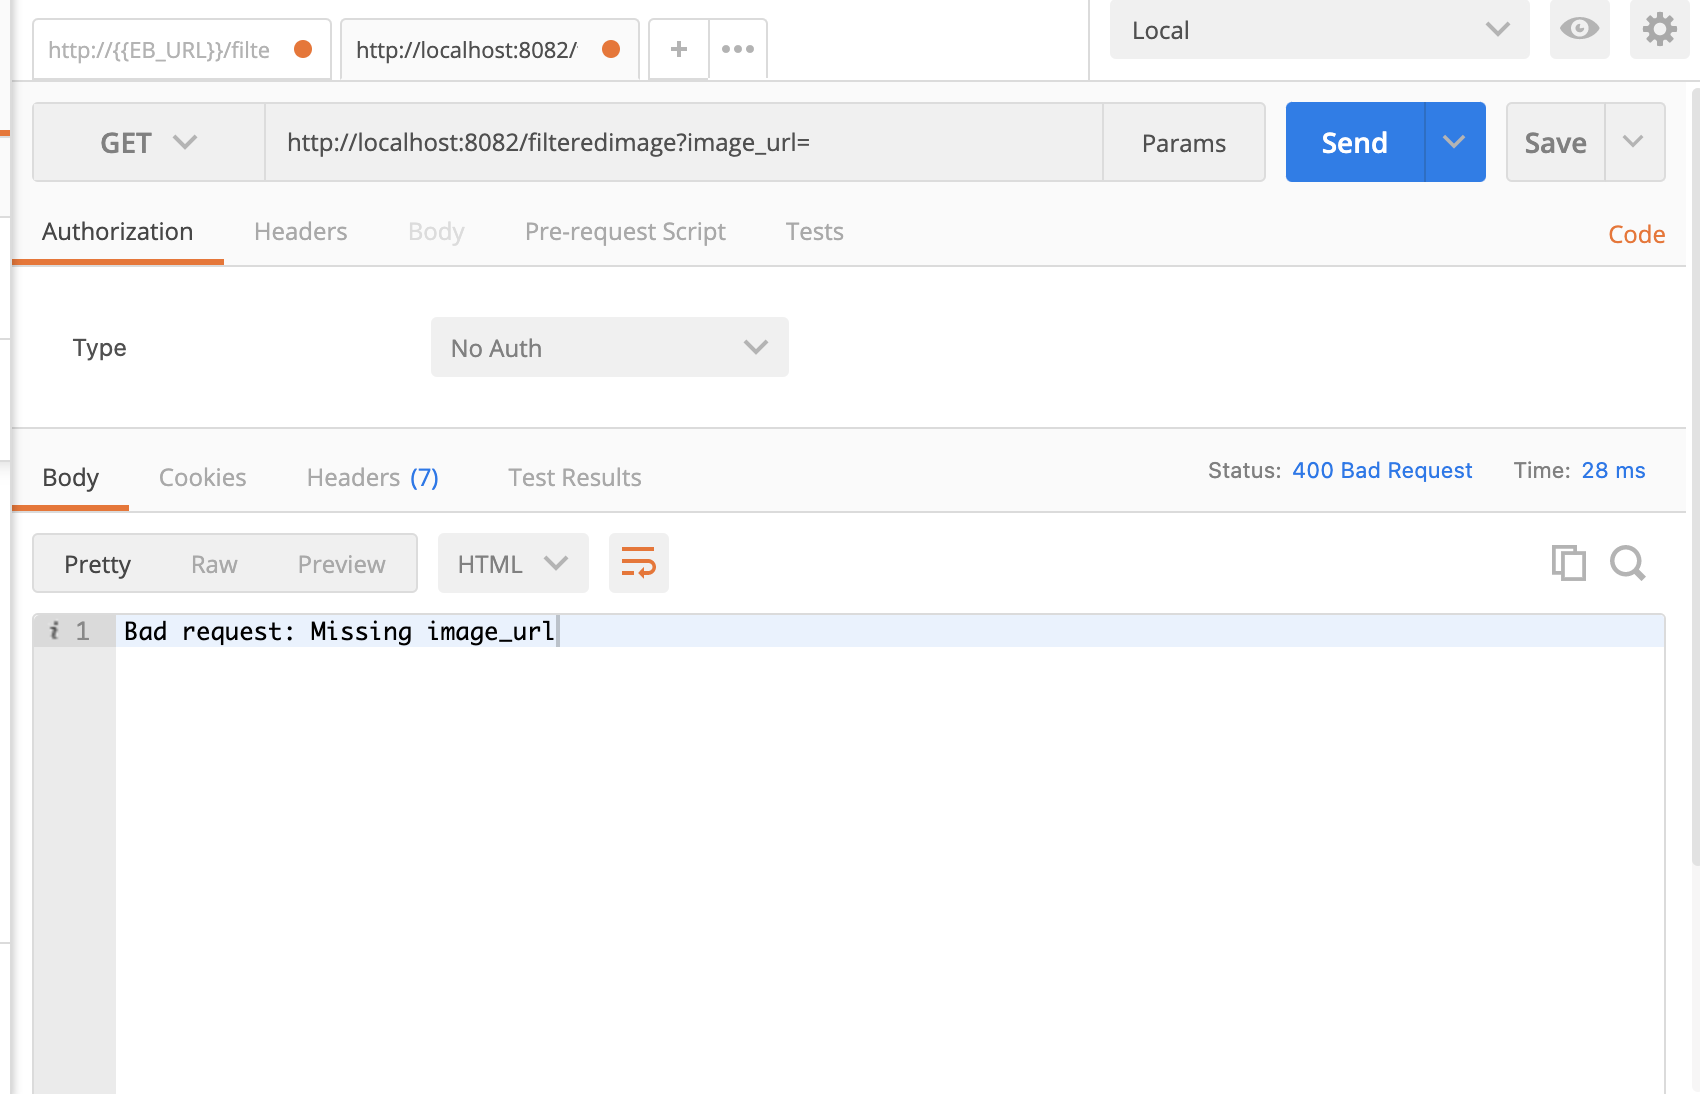 http://{{EB_URL}}/filte
http://localhost:8082/
Local
GET http://localhost:8082/filteredimage?image_url= Params Send Save
Authorization Headers Body Pre-request Script Tests Code
Type No Auth
Body Cookies Headers (7) Test Results Status: 400 Bad Request Time: 28 ms
Pretty Raw Preview HTML
i 1 Bad request: Missing image_url